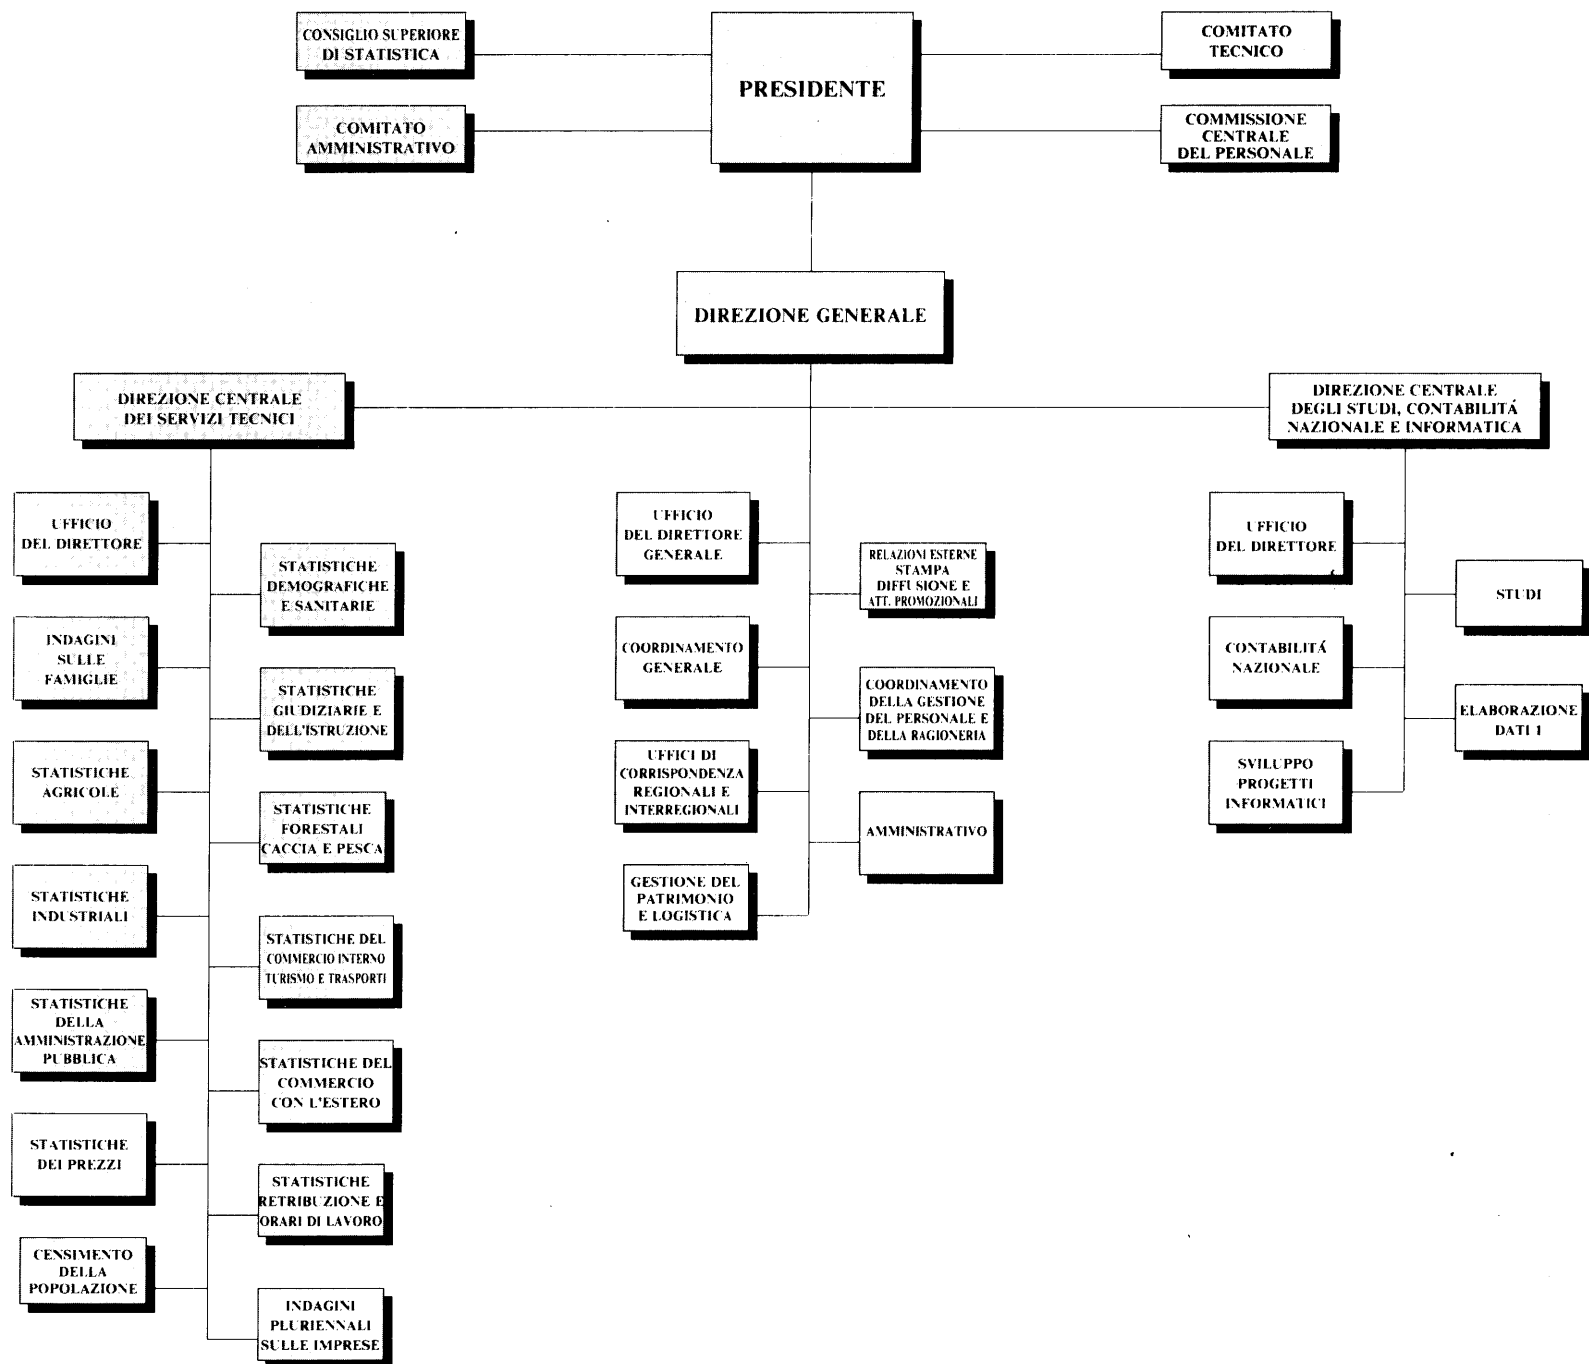 CONSIGLIO SUPERIORE
DI STATISTICA
COMITATO
AMMINISTRATIVO
PRESIDENTE
COMITATO
TECNICO
COMMISSIONE
CENTRALE
DEL PERSONALE
DIREZIONE GENERALE
DIREZIONE CENTRALE
DEI SERVIZI TECNICI
DIREZIONE CENTRALE
DEGLI STUDI, CONTABILITÁ
NAZIONALE E INFORMATICA
UFFICIO
DEL DIRETTORE
STATISTICHE
DEMOGRAFICHE
E SANITARIE
INDAGINI
SULLE
FAMIGLIE
STATISTICHE
GIUDIZIARIE E
DELL'ISTRUZIONE
STATISTICHE
AGRICOLE
STATISTICHE
FORESTALI
CACCIA E PESCA
STATISTICHE
INDUSTRIALI
STATISTICHE DEL
COMMERCIO INTERNO
TURISMO E TRASPORTI
STATISTICHE
DELLA
AMMINISTRAZIONE
PUBBLICA
STATISTICHE DEL
COMMERCIO
CON L'ESTERO
STATISTICHE
DEI PREZZI
STATISTICHE
RETRIBUZIONE E
ORARI DI LAVORO
CENSIMENTO
DELLA
POPOLAZIONE
INDAGINI
PLURIENNALI
SULLE IMPRESE
UFFICIO
DEL DIRETTORE
GENERALE
RELAZIONI ESTERNE
STAMPA
DIFFUSIONE E
ATT. PROMOZIONALI
COORDINAMENTO
GENERALE
COORDINAMENTO
DELLA GESTIONE
DEL PERSONALE E
DELLA RAGIONERIA
UFFICI DI
CORRISPONDENZA
REGIONALI E
INTERREGIONALI
AMMINISTRATIVO
GESTIONE DEL
PATRIMONIO
E LOGISTICA
UFFICIO
DEL DIRETTORE
STUDI
CONTABILITÁ
NAZIONALE
ELABORAZIONE
DATI 1
SVILUPPO
PROGETTI
INFORMATICI